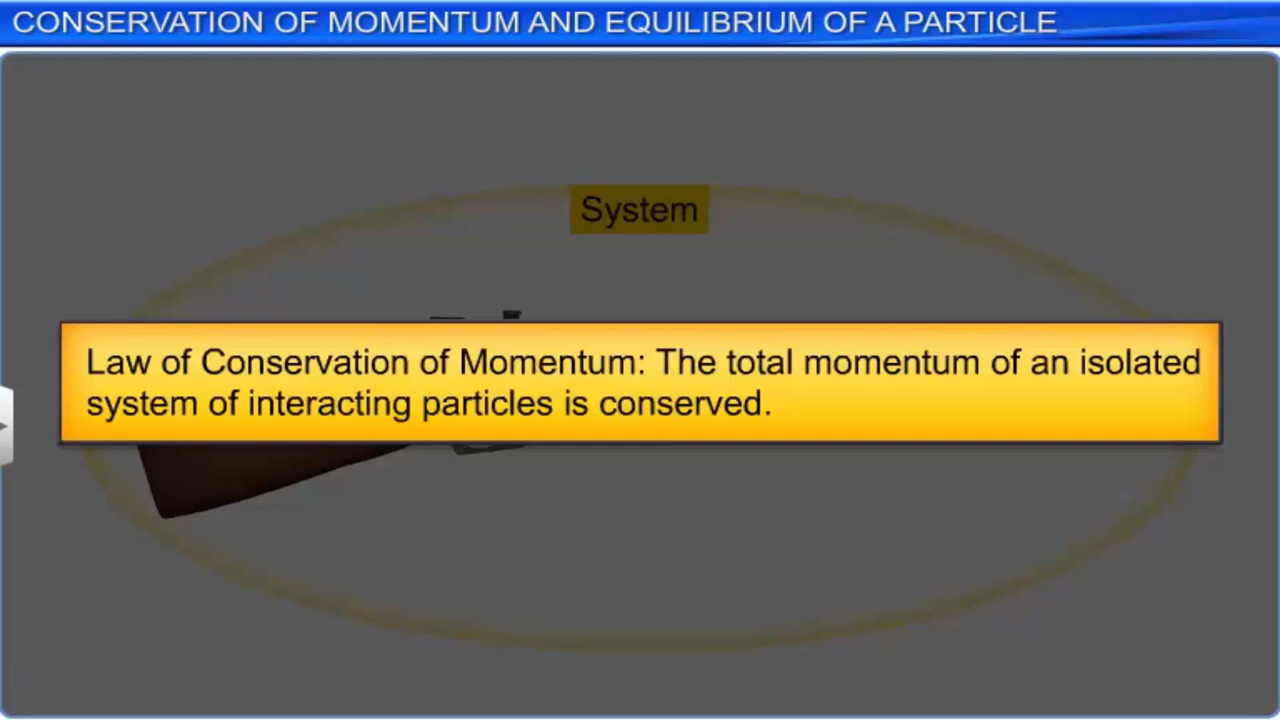 CONSERVATION OF MOMENTUM AND EQUILIBRIUM OF A PARTICLE
System
Law of Conservation of Momentum: The total momentum of an isolated
system of interacting particles is conserved.